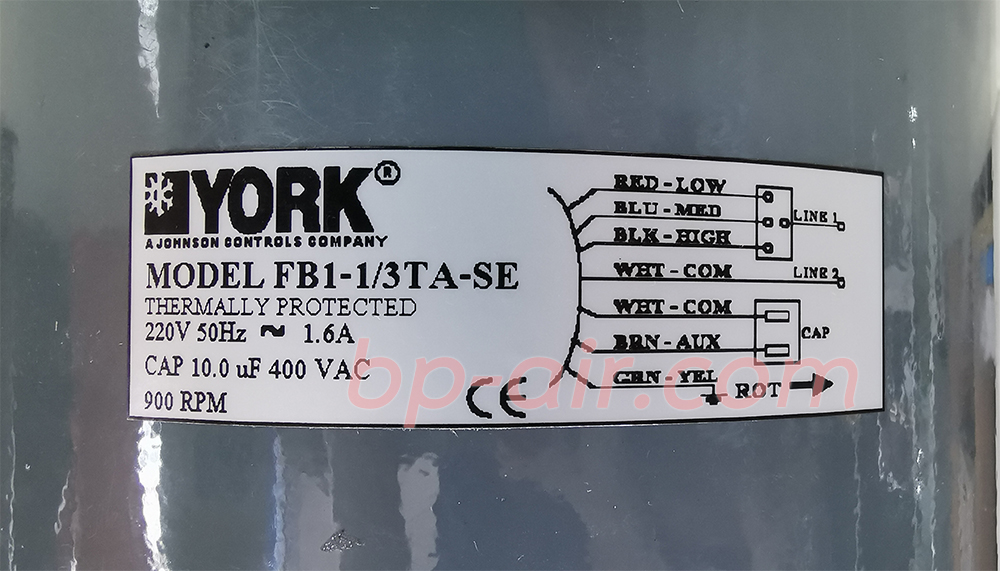 YORK®
A JOHNSON CONTROLS COMPANY
MODEL FB1-1/3TA-SE
THERMALLY PROTECTED
220V 50Hz ~ 1.6A
CAP 10.0 uF 400 VAC
900 RPM
CE
RED - LOW
BLU - MED
BLK - HIGH
LINE 1
WHT - COM
LINE 2
WHT - COM
CAP
BRN - AUX
GRN - YEL
ROT
bp-air.com